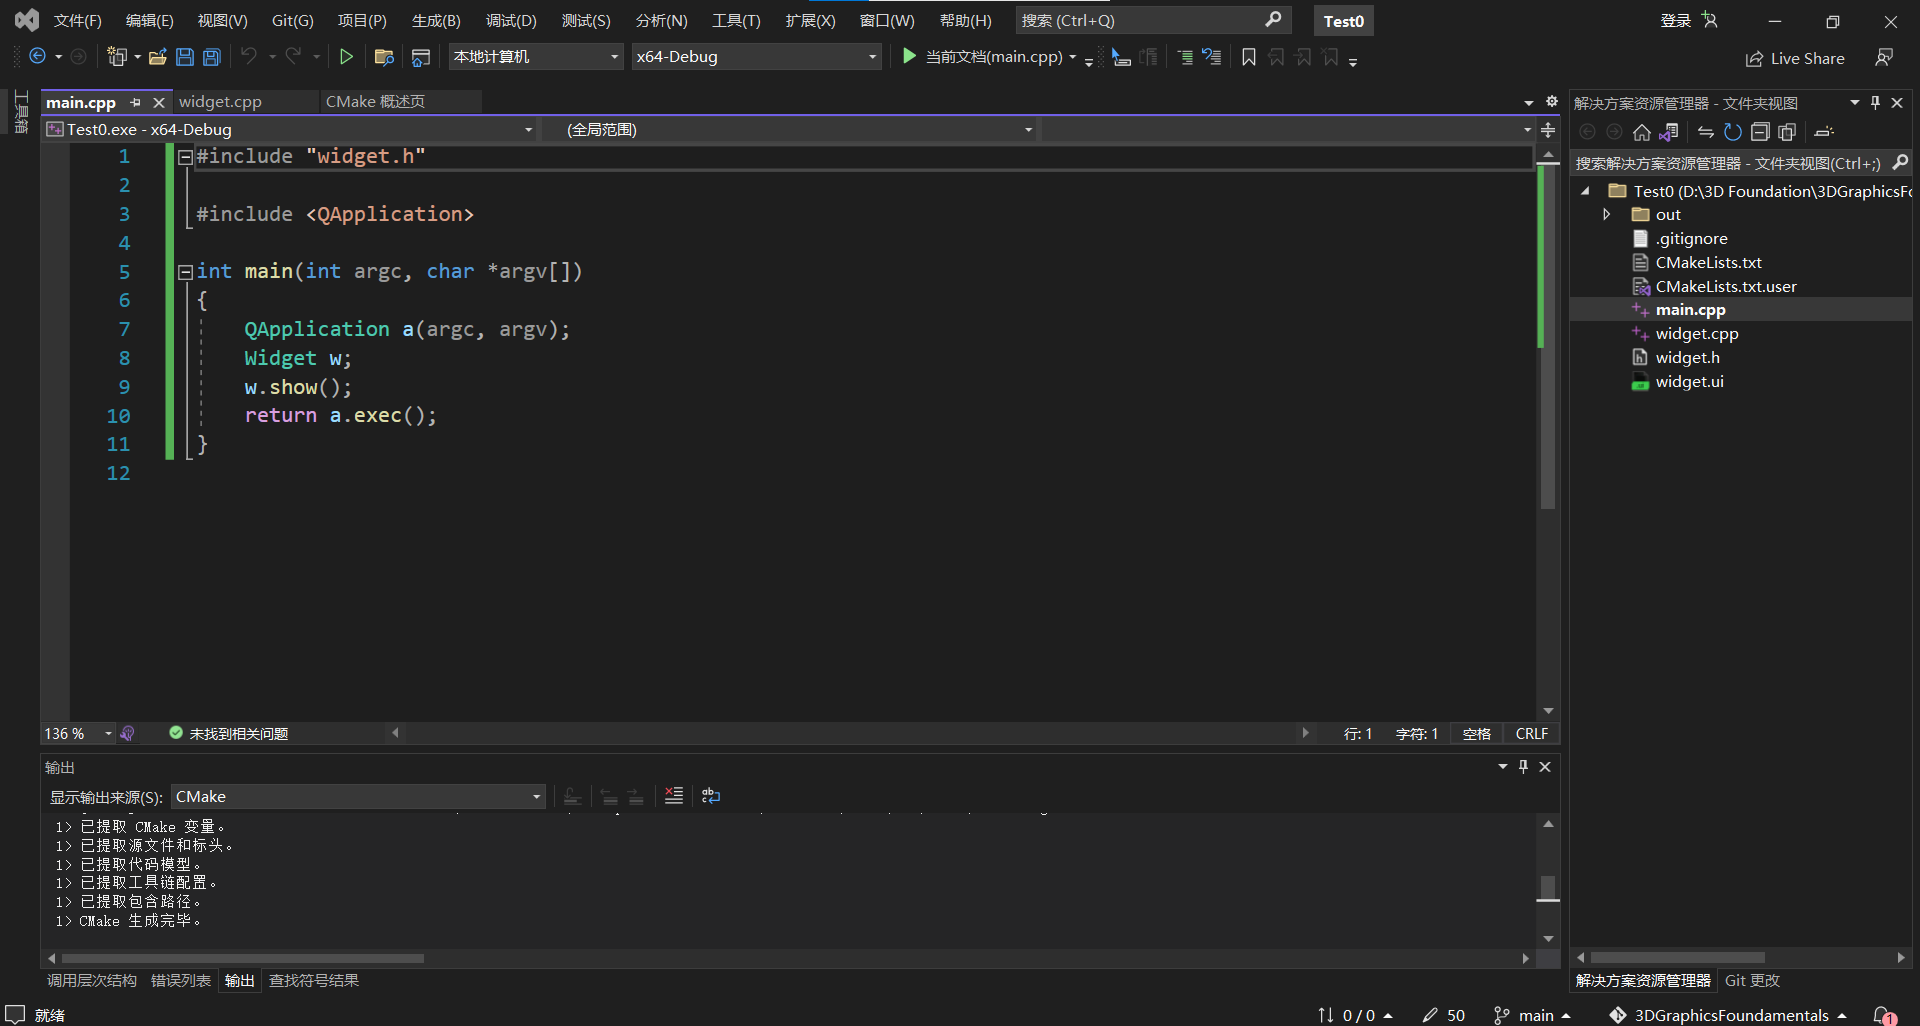 文件(F) 编辑(E) 视图(V) Git(G) 项目(P) 生成(B) 调试(D) 测试(S) 分析(N) 工具(T) 扩展(X) 窗口(W) 帮助(H) 搜索 (Ctrl+Q) Test0 登录
本地计算机 x64-Debug 当前文档(main.cpp) Live Share
工具箱
main.cpp widget.cpp CMake 概述页
Test0.exe - x64-Debug (全局范围)
1 #include "widget.h"
2
3 #include <QApplication>
4
5 int main(int argc, char *argv[])
6 {
7 QApplication a(argc, argv);
8 Widget w;
9 w.show();
10 return a.exec();
11 }
12
136 % 未找到相关问题 行: 1 字符: 1 空格 CRLF
输出
显示输出来源(S): CMake
1> 已提取 CMake 变量。
1> 已提取源文件和标头。
1> 已提取代码模型。
1> 已提取工具链配置。
1> 已提取包含路径。
1> CMake 生成完毕。
调用层次结构 错误列表 输出 查找符号结果
解决方案资源管理器 - 文件夹视图
搜索解决方案资源管理器 - 文件夹视图(Ctrl+;)
Test0 (D:\3D Foundation\3DGraphicsFo
out
.gitignore
CMakeLists.txt
CMakeLists.txt.user
main.cpp
widget.cpp
widget.h
widget.ui
解决方案资源管理器 Git 更改
就绪 0 / 0 50 main 3DGraphicsFoundamentals 1